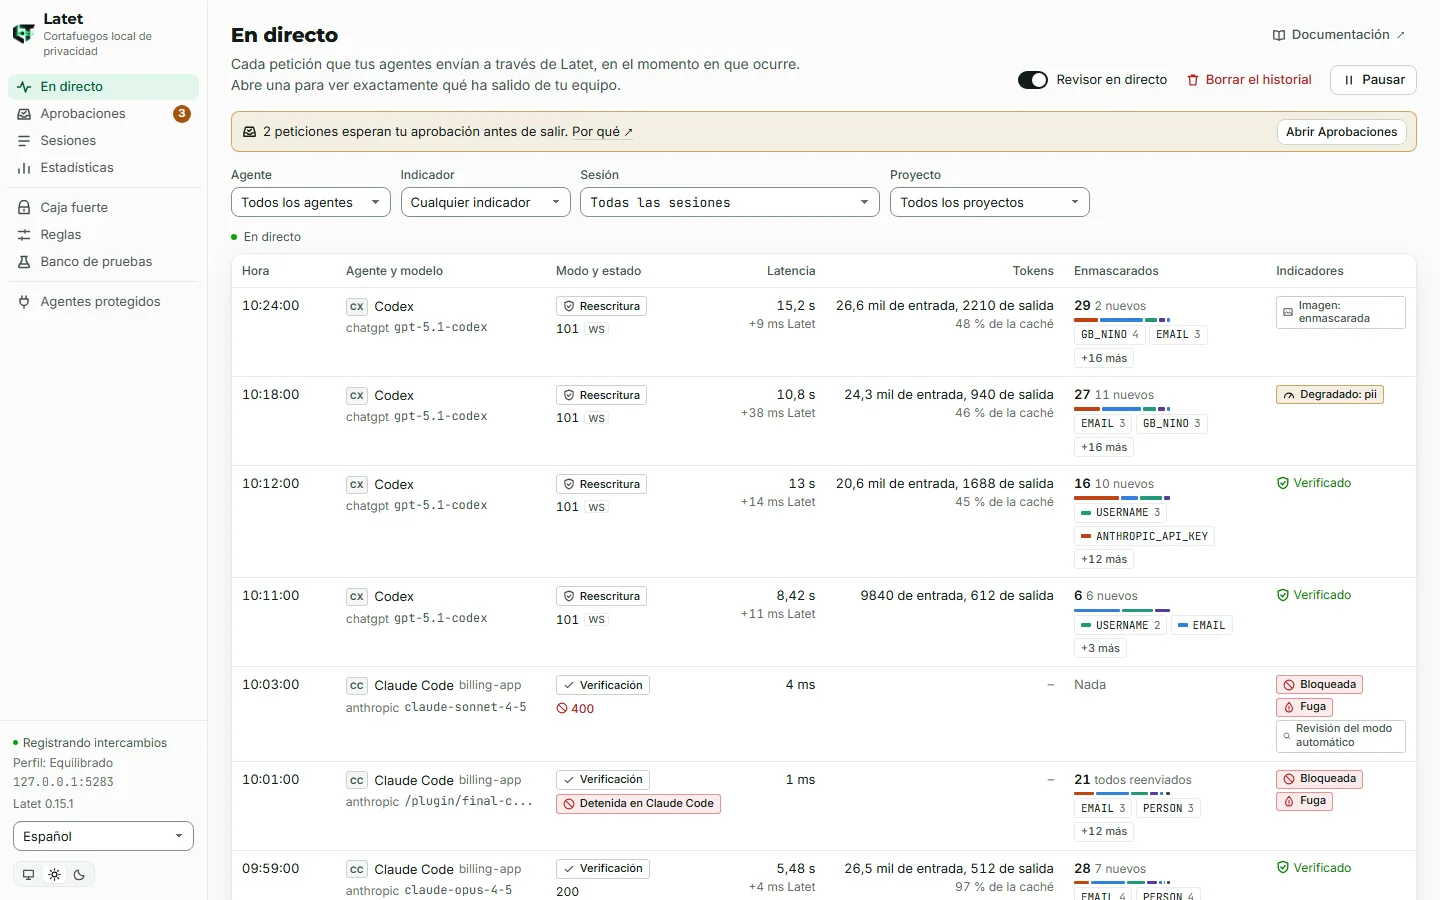 Latet
Cortafuegos local de privacidad
En directo
Aprobaciones 3
Sesiones
Estadísticas
Caja fuerte
Reglas
Banco de pruebas
Agentes protegidos
Registrando intercambios
Perfil: Equilibrado
127.0.0.1:5283
Latet 0.15.1
Español
En directo
Cada petición que tus agentes envían a través de Latet, en el momento en que ocurre.
Abre una para ver exactamente qué ha salido de tu equipo.
Documentación ↗
Revisor en directo
Borrar el historial
Pausar
2 peticiones esperan tu aprobación antes de salir. Por qué ↗
Abrir Aprobaciones
Agente Indicador Sesión Proyecto
Todos los agentes Cualquier indicador Todas las sesiones Todos los proyectos
En directo
Hora Agente y modelo Modo y estado Latencia Tokens Enmascarados Indicadores
10:24:00 CX Codex Reescritura 15,2 s 26,6 mil de entrada, 2210 de salida 29 2 nuevos Imagen: enmascarada
chatgpt gpt-5.1-codex 101 WS +9 ms Latet 48 % de la caché
GB_NINO 4 EMAIL 3
+16 más
10:18:00 CX Codex Reescritura 10,8 s 24,3 mil de entrada, 940 de salida 27 11 nuevos Degradado: pii
chatgpt gpt-5.1-codex 101 WS +38 ms Latet 46 % de la caché
EMAIL 3 GB_NINO 3
+16 más
10:12:00 CX Codex Reescritura 13 s 20,6 mil de entrada, 1688 de salida 16 10 nuevos Verificado
chatgpt gpt-5.1-codex 101 WS +14 ms Latet 45 % de la caché
USERNAME 3
ANTHROPIC_API_KEY
+12 más
10:11:00 CX Codex Reescritura 8,42 s 9840 de entrada, 612 de salida 6 6 nuevos Verificado
chatgpt gpt-5.1-codex 101 WS +11 ms Latet
USERNAME 2 EMAIL
+3 más
10:03:00 CC Claude Code billing-app Verificación 4 ms – Nada Bloqueada
anthropic claude-sonnet-4-5 400 Fuga
Revisión del modo automático
10:01:00 CC Claude Code billing-app Verificación 1 ms – 21 todos reenviados Bloqueada
anthropic /plugin/final-c... Detenida en Claude Code Fuga
EMAIL 3 PERSON 3
+12 más
09:59:00 CC Claude Code billing-app Verificación 5,48 s 26,5 mil de entrada, 512 de salida 28 7 nuevos Verificado
anthropic claude-opus-4-5 200 +4 ms Latet 97 % de la caché
EMAIL 4 PERSON 4